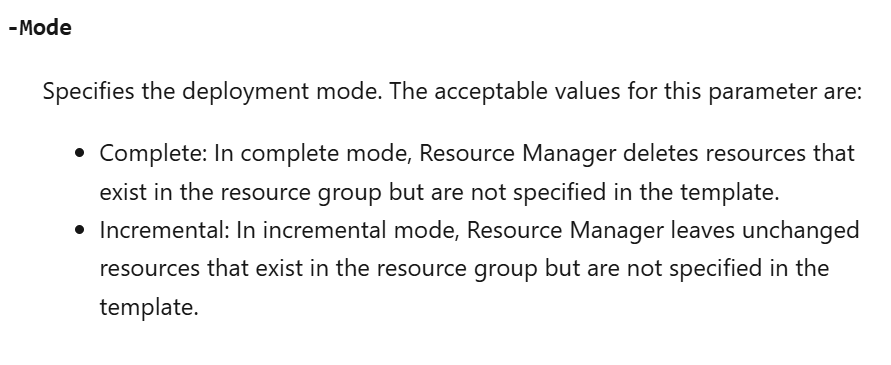 -Mode
Specifies the deployment mode. The acceptable values for this parameter are:
• Complete: In complete mode, Resource Manager deletes resources that
exist in the resource group but are not specified in the template.
• Incremental: In incremental mode, Resource Manager leaves unchanged
resources that exist in the resource group but are not specified in the
template.